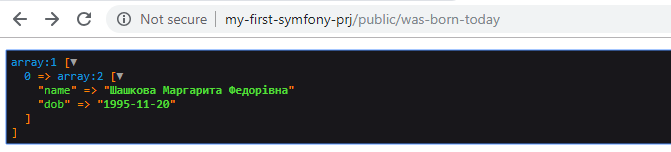 Not secure | my-first-symfony-prj/public/was-born-today
array:1 [▼
  0 => array:2 [▼
    "name" => "Шашкова Маргарита Федорівна"
    "dob" => "1995-11-20"
  ]
]